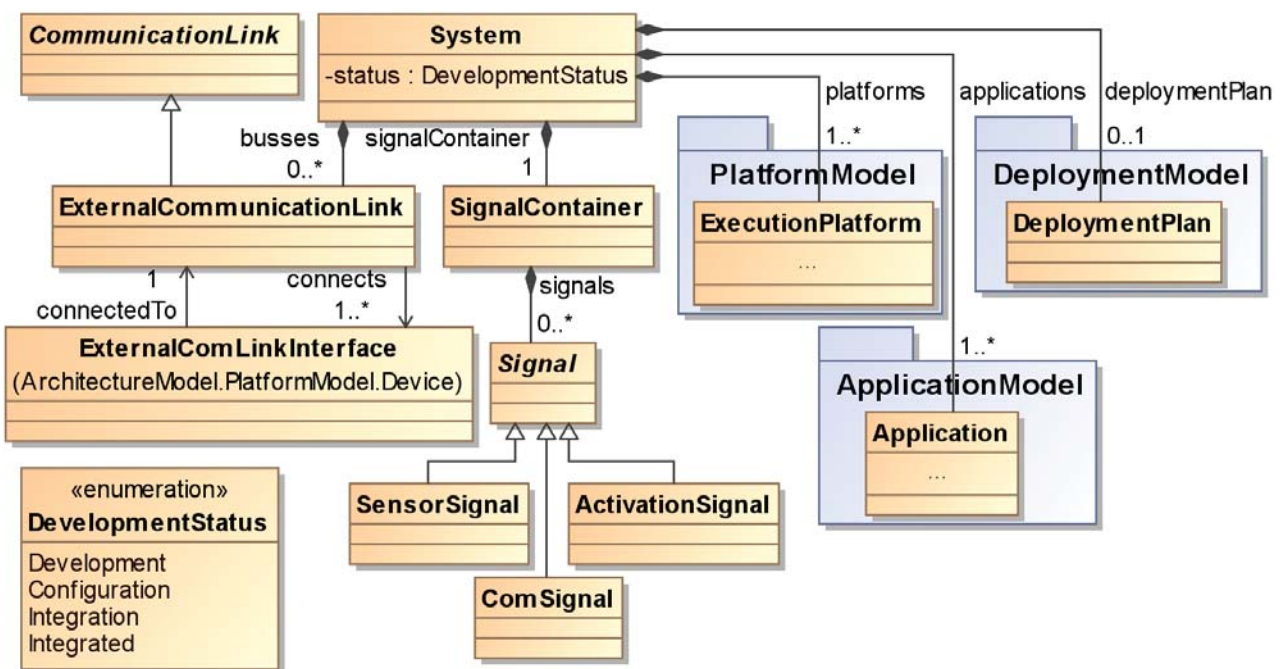 CommunicationLink
System
-status : DevelopmentStatus
platforms
applications
deploymentPlan
busses
signalContainer
0..*
1
1..*
0..1
PlatformModel
DeploymentModel
ExternalCommunicationLink
SignalContainer
ExecutionPlatform
...
DeploymentPlan
1
connects
signals
connectedTo
1..*
0..*
ExternalComLinkInterface
(ArchitectureModel.PlatformModel.Device)
Signal
1..*
ApplicationModel
Application
...
«enumeration»
DevelopmentStatus
Development
Configuration
Integration
Integrated
SensorSignal
ActivationSignal
ComSignal